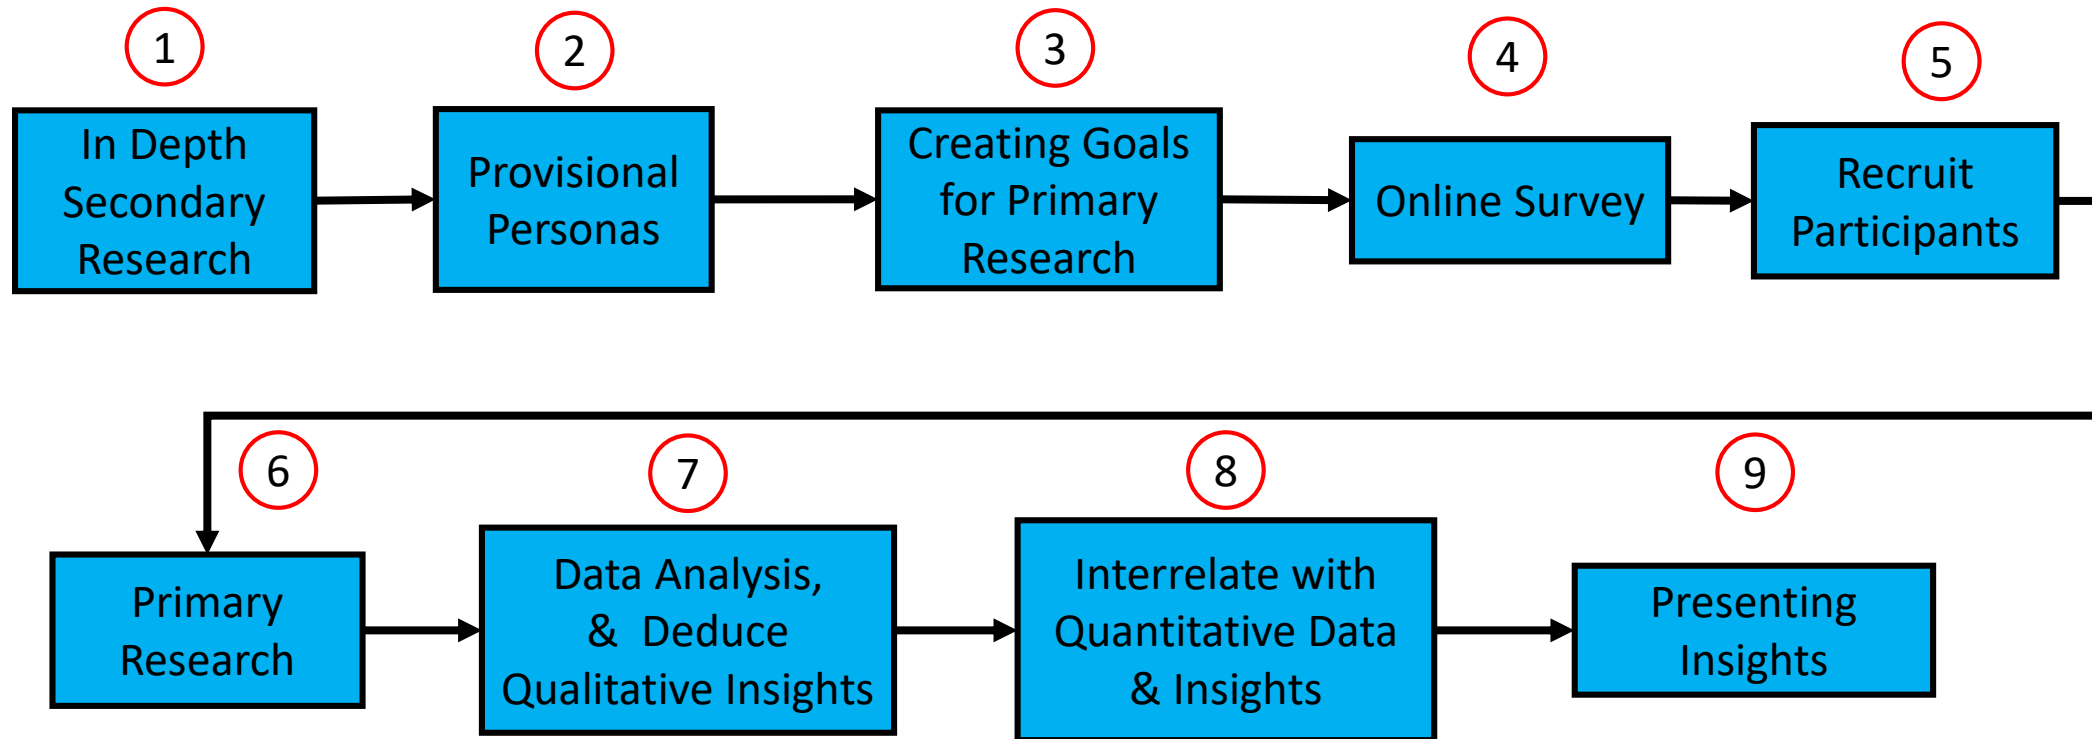 1
In Depth
Secondary
Research
2
Provisional
Personas
3
Creating Goals
for Primary
Research
4
Online Survey
5
Recruit
Participants
6
Primary
Research
7
Data Analysis,
& Deduce
Qualitative Insights
8
Interrelate with
Quantitative Data
& Insights
9
Presenting
Insights